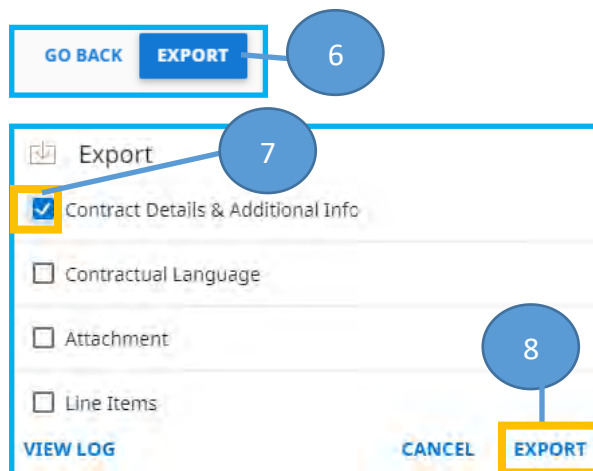 GO BACK EXPORT 6
Export 7
Contract Details & Additional Info
Contractual Language
Attachment
8
Line Items
VIEW LOG CANCEL EXPORT